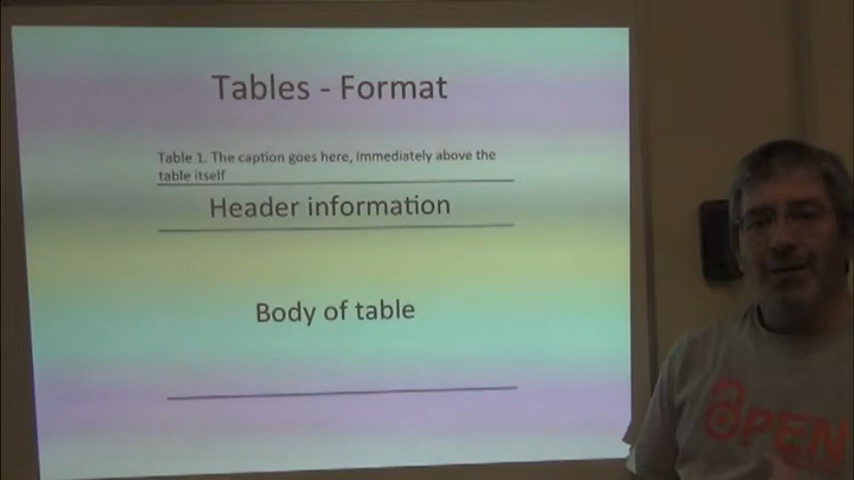 Tables - Format
Table 1. The caption goes here, immediately above the
table itself
Header information
Body of table
OPEN